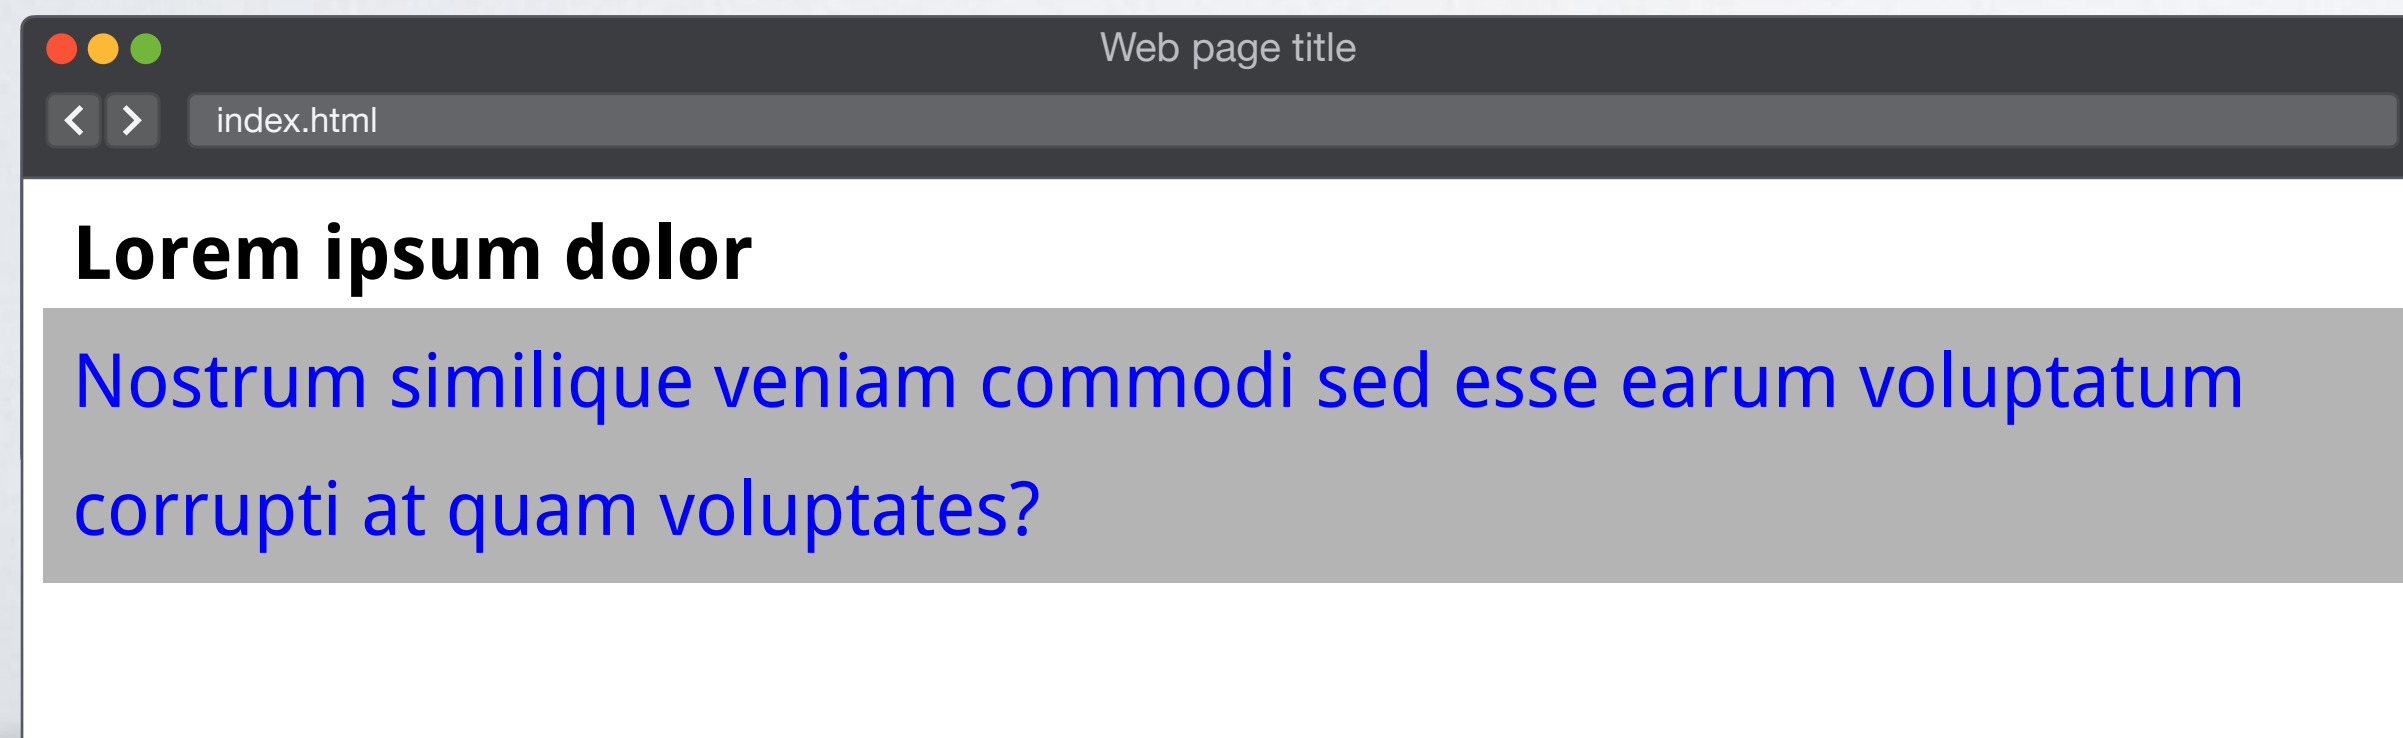 Web page title
index.html
Lorem ipsum dolor
Nostrum similique veniam commodi sed esse earum voluptatum
corrupti at quam voluptates?